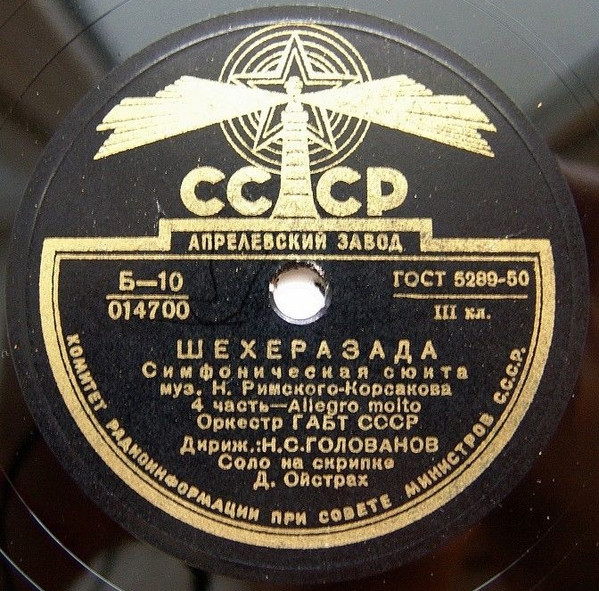 СССР
АПРЕЛЕВСКИЙ ЗАВОД
Б—10
014700
ГОСТ 5289-50
III кл.
ШЕХЕРАЗАДА
Симфоническая сюита
муз. Н. Римского-Корсакова
4 часть—Allegro molto
Оркестр ГАБТ СССР
Дириж.: Н.С.ГОЛОВАНОВ
Соло на скрипке
Д. Ойстрах
КОМИТЕТ РАДИОИНФОРМАЦИИ ПРИ СОВЕТЕ МИНИСТРОВ С.С.С.Р.